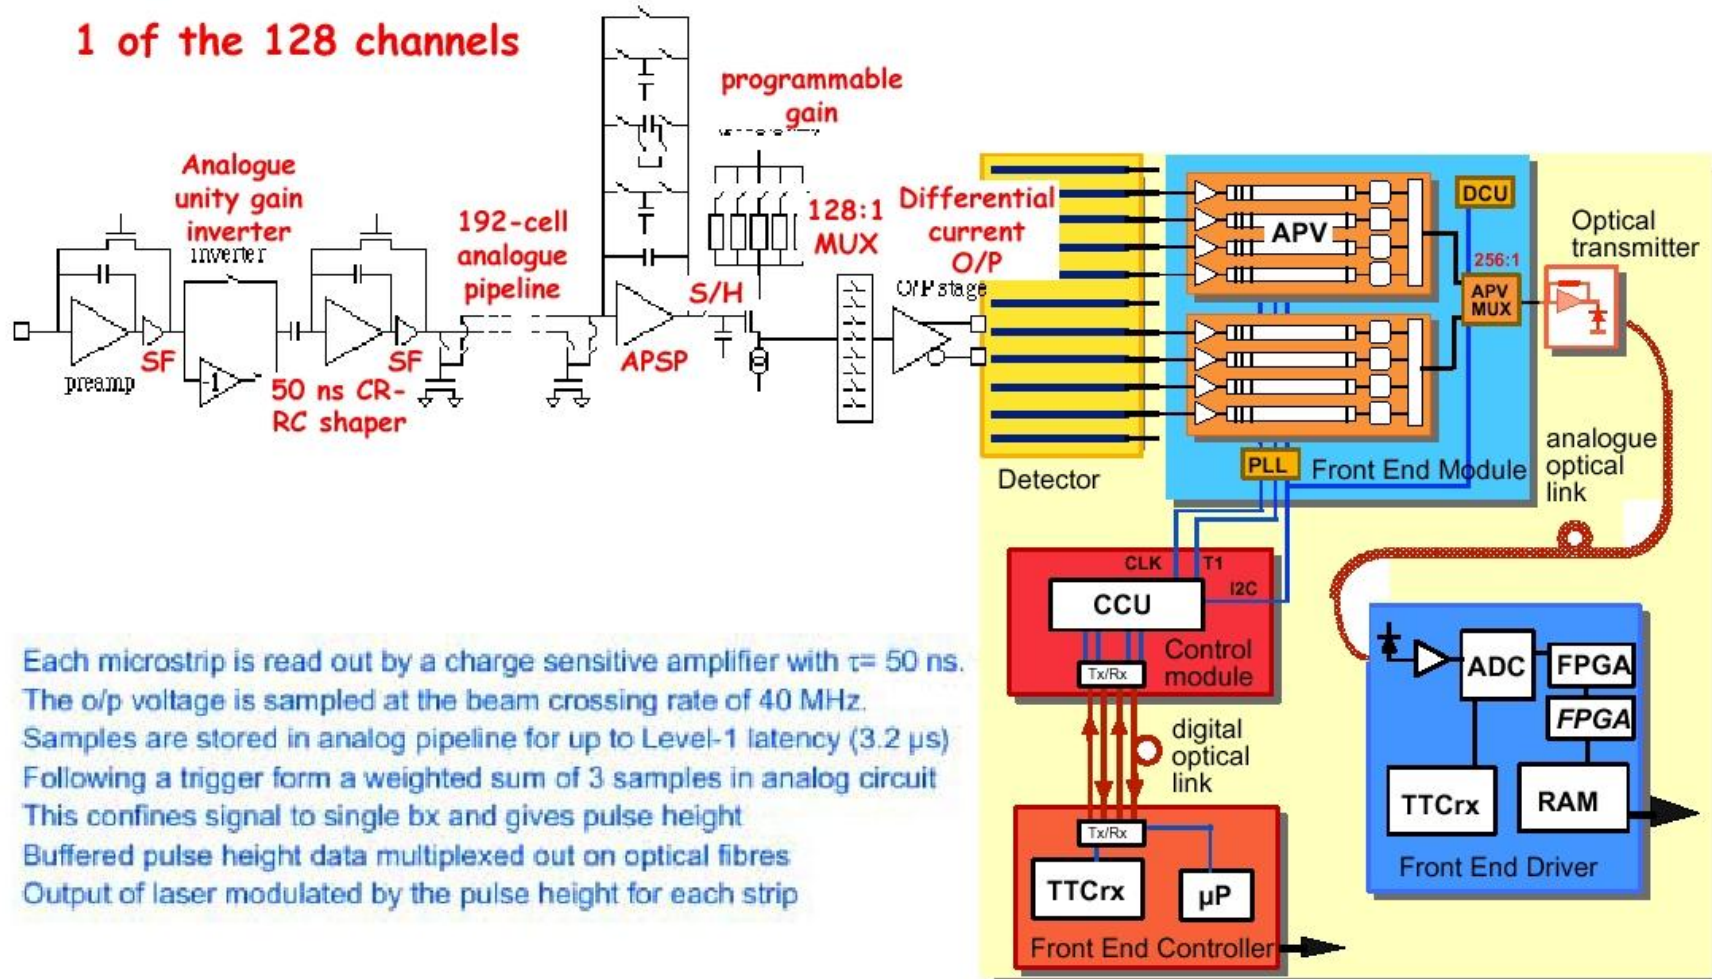 1 of the 128 channels
programmable
gain
Analogue
unity gain
inverter
inverter
192-cell
analogue
pipeline
128:1
MUX
Differential
current
O/P
O/P stage
S/H
SF
preamp
-1
50 ns CR-
RC shaper
SF
APSP
APV
DCU
256:1
APV
MUX
Optical
transmitter
PLL
Front End Module
Detector
analogue
optical
link
CLK
T1
I2C
CCU
Control
module
Tx/Rx
digital
optical
link
Tx/Rx
TTCrx
µP
Front End Controller
ADC
FPGA
FPGA
TTCrx
RAM
Front End Driver
Each microstrip is read out by a charge sensitive amplifier with τ= 50 ns.
The o/p voltage is sampled at the beam crossing rate of 40 MHz.
Samples are stored in analog pipeline for up to Level-1 latency (3.2 µs)
Following a trigger form a weighted sum of 3 samples in analog circuit
This confines signal to single bx and gives pulse height
Buffered pulse height data multiplexed out on optical fibres
Output of laser modulated by the pulse height for each strip